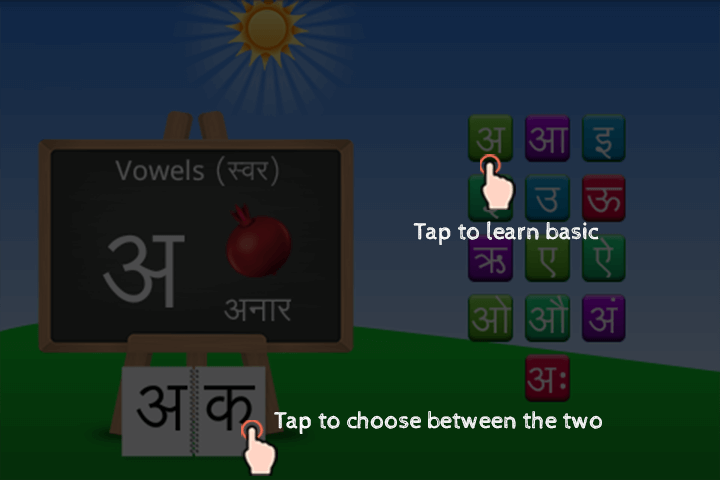 Vowels (स्वर)
अ
अनार
अ आ इ
उ ऊ
Tap to learn basic
ऋ ए ऐ
ओ औ अं
अः
अ क
Tap to choose between the two